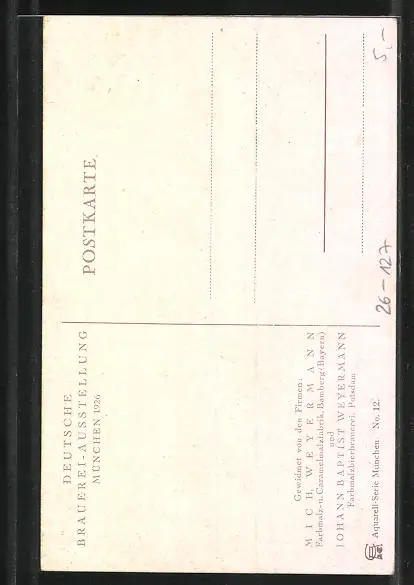 DEUTSCHE
BRAUEREI-AUSSTELLUNG
MÜNCHEN 1926
POSTKARTE
Gewidmet von den Firmen:
MICH. WEYERMANN
Farbmalz-u. Caramelmalzfabrik, Bamberg (Bayern)
und
JOHANN BAPTIST WEYERMANN
Farbmalzbierbrauerei, Potsdam
Aquarell-Serie München No. 12.
26-127
5,-